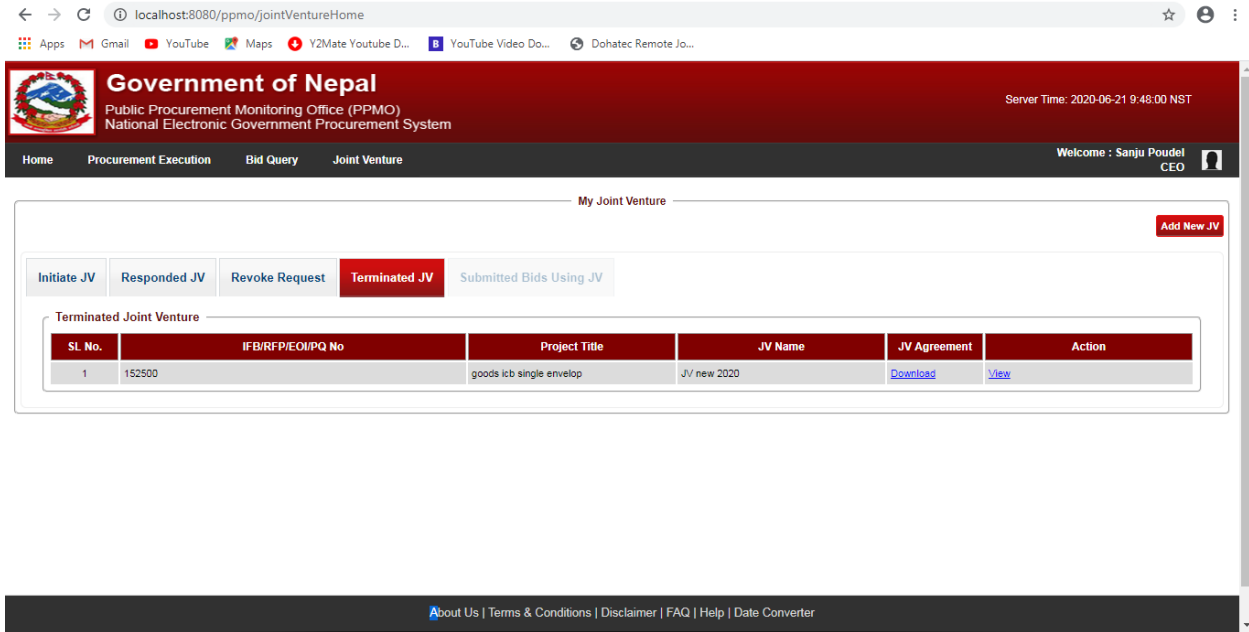 localhost:8080/ppmo/jointVentureHome
Apps Gmail YouTube Maps Y2Mate Youtube D... YouTube Video Do... Dohatec Remote Jo...
Government of Nepal
Public Procurement Monitoring Office (PPMO)
National Electronic Government Procurement System
Server Time: 2020-06-21 9:48:00 NST
Home Procurement Execution Bid Query Joint Venture
Welcome : Sanju Poudel
CEO
My Joint Venture
Add New JV
Initiate JV Responded JV Revoke Request Terminated JV Submitted Bids Using JV
Terminated Joint Venture
SL No. IFB/RFP/EOI/PQ No Project Title JV Name JV Agreement Action
1 152500 goods icb single envelop JV new 2020 Download View
About Us | Terms & Conditions | Disclaimer | FAQ | Help | Date Converter